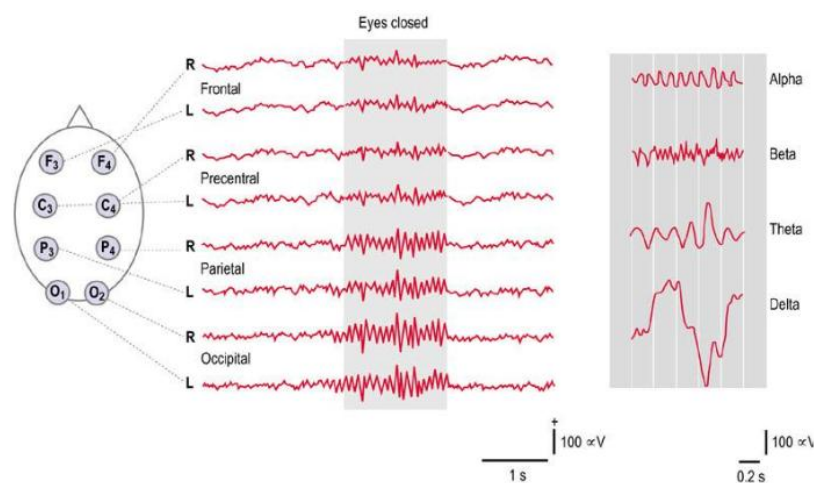 Eyes closed
R
Frontal
L
R
Precentral
L
R
Parietal
L
R
Occipital
L
F3 F4
C3 C4
P3 P4
O1 O2
Alpha
Beta
Theta
Delta
+
100 ∝V
1 s
100 ∝V
0.2 s